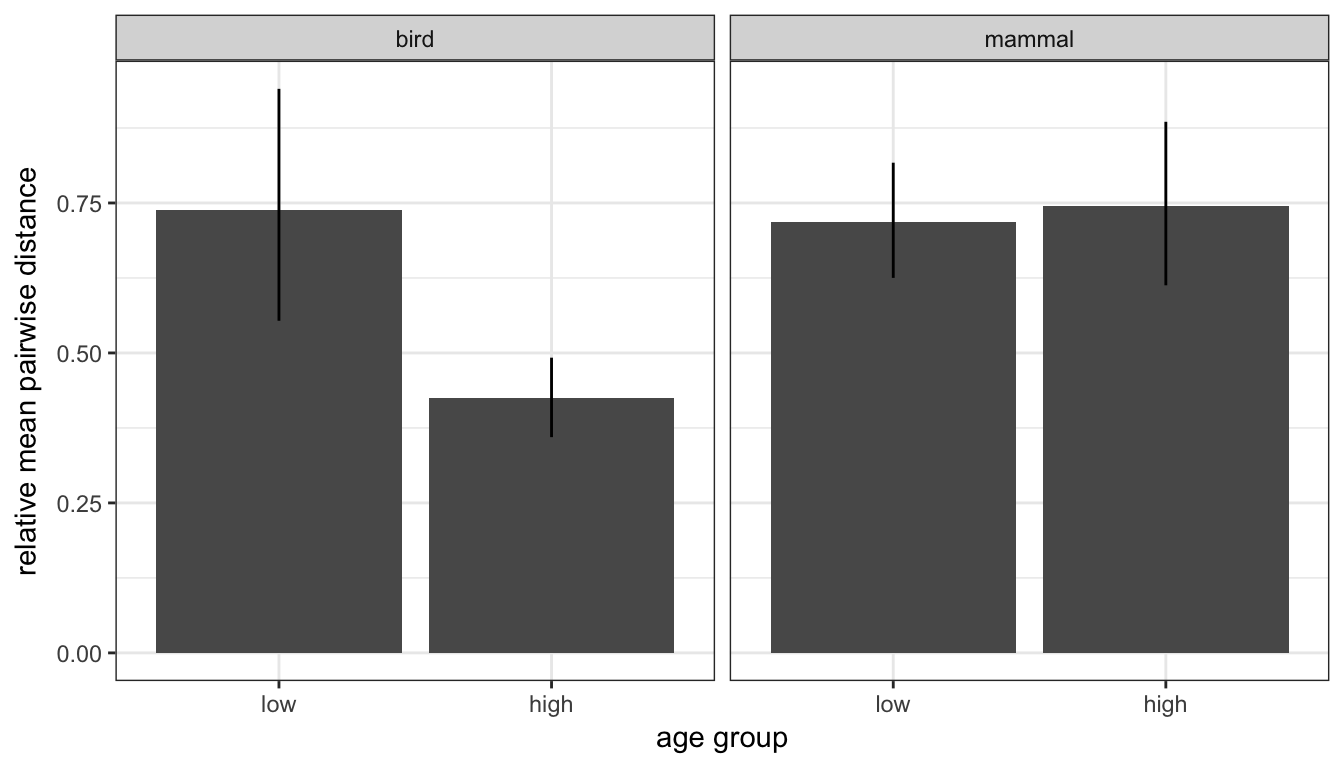 bird
mammal
relative mean pairwise distance
0.75
0.50
0.25
0.00
low
high
low
high
age group